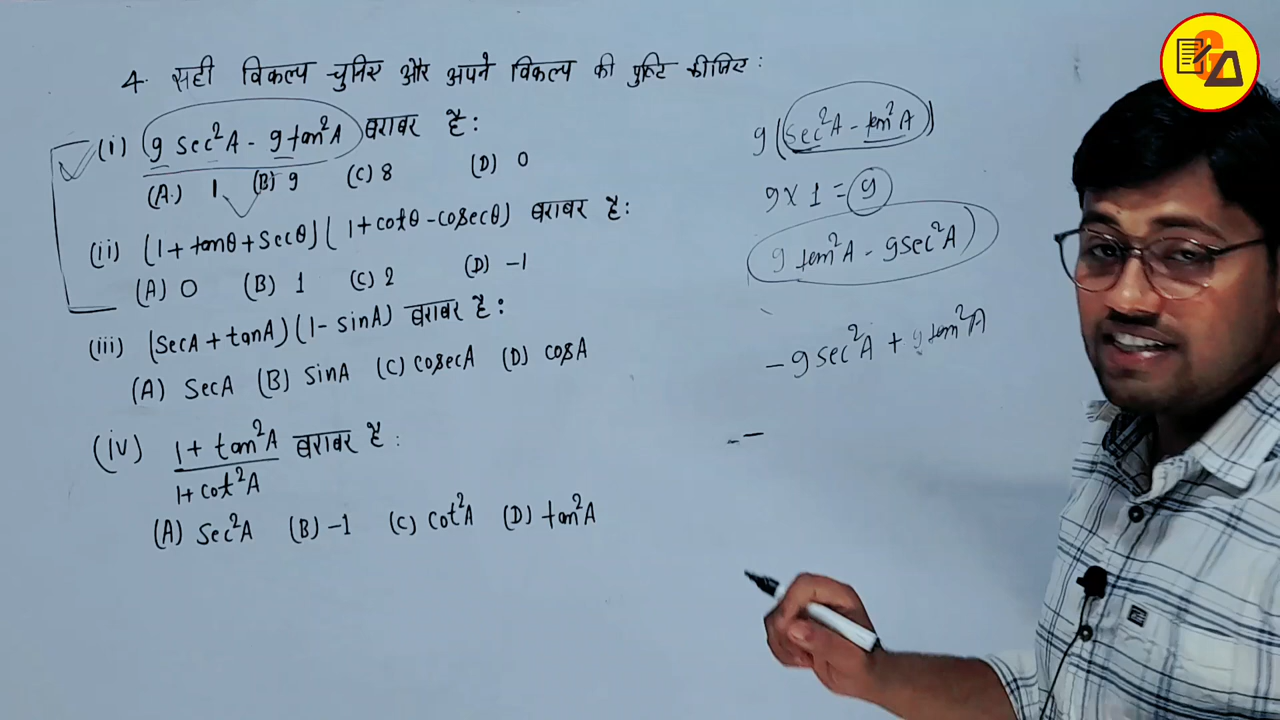 4. सही विकल्प चुनिए और अपने विकल्प की पुष्टि कीजिए :
(i) 9 sec²A - 9 tan²A बराबर है :
(A.) 1 (B) 9 (C) 8 (D) 0
(ii) (1 + tanθ + secθ) (1 + cotθ - cosecθ) बराबर है :
(A) 0 (B) 1 (C) 2 (D) -1
(iii) (secA + tanA) (1 - sinA) बराबर है :
(A) SecA (B) sinA (C) cosecA (D) cosA
(iv) 1 + tan²A / 1 + cot²A बराबर है :
(A) Sec²A (B) -1 (C) cot²A (D) tan²A
9 (sec²A - tan²A)
9 x 1 = 9
9 tan²A - 9 sec²A)
- 9 sec²A + 9 tan²A
-